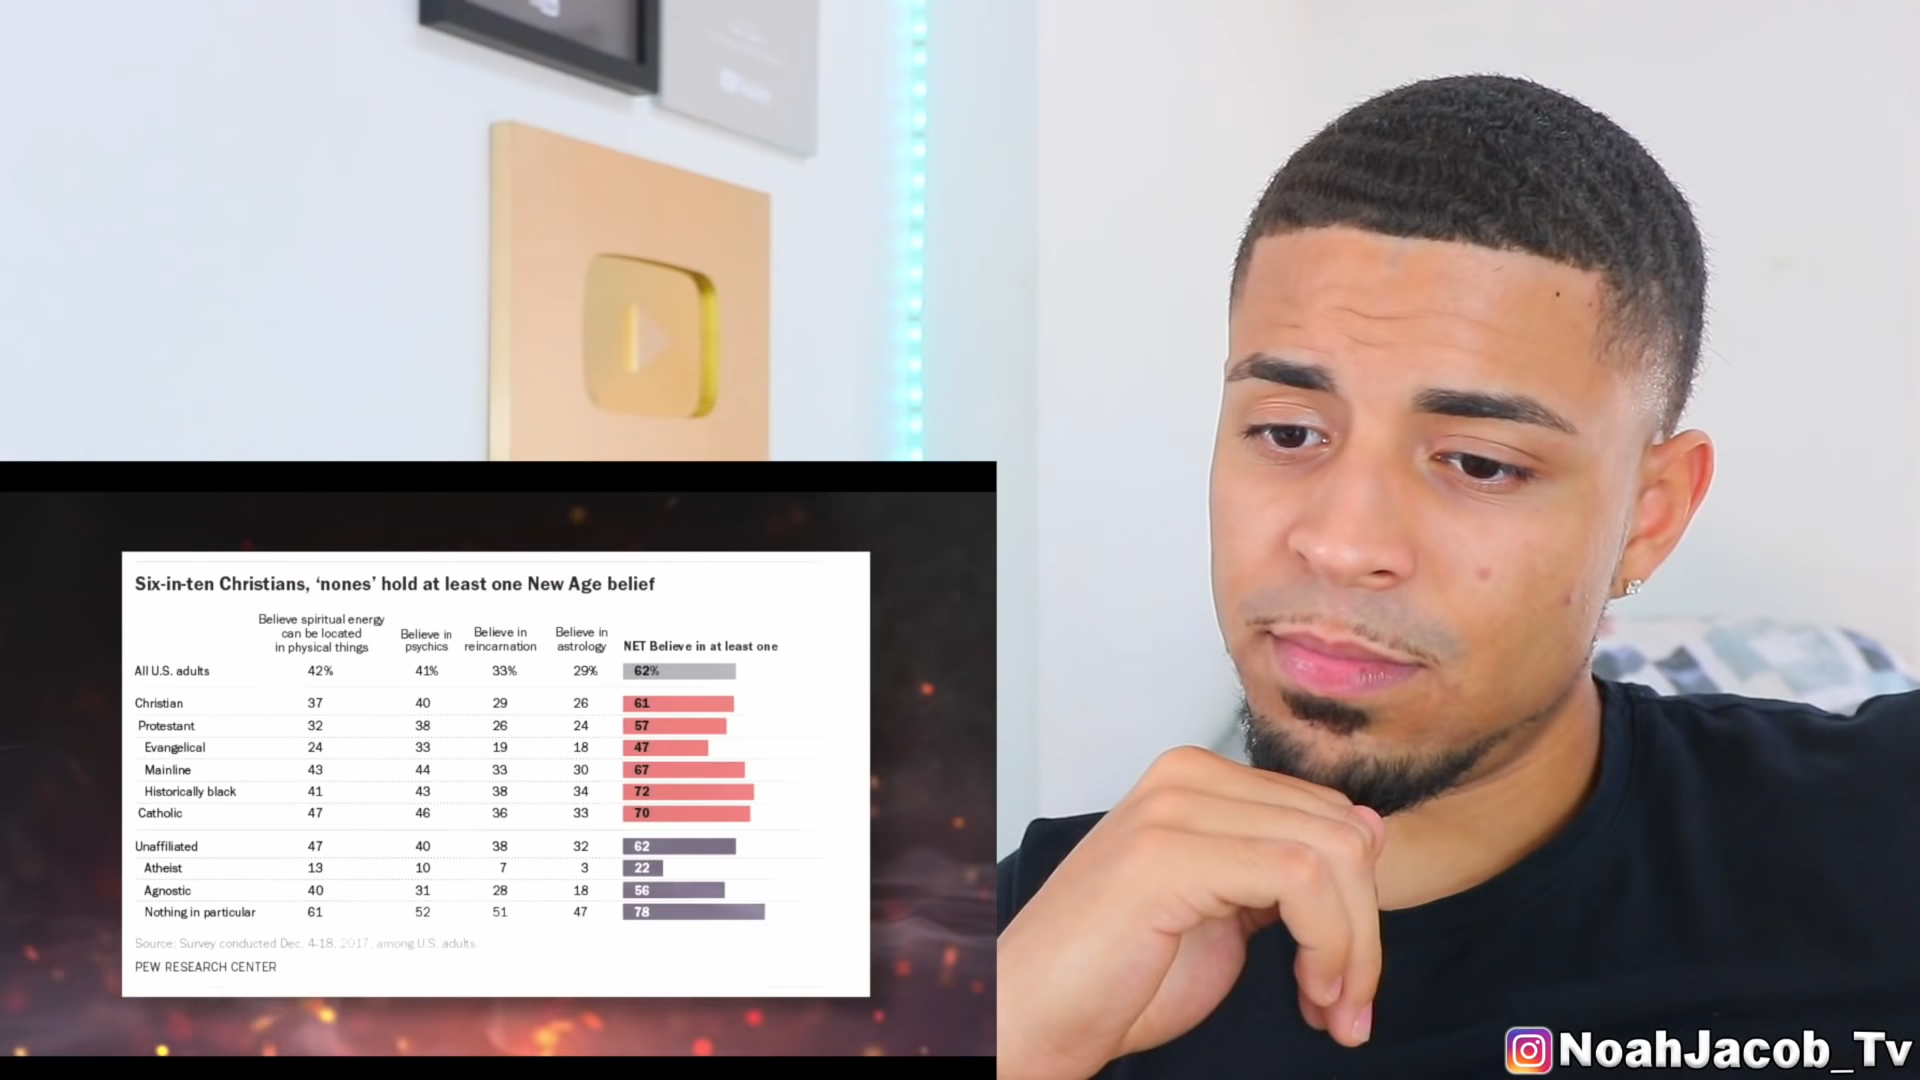 Six-in-ten Christians, ‘nones’ hold at least one New Age belief
Believe spiritual energy can be located in physical things
Believe in psychics
Believe in reincarnation
Believe in astrology
NET Believe in at least one
All U.S. adults 42% 41% 33% 29% 62%
Christian 37 40 29 26 61
Protestant 32 38 26 24 57
Evangelical 24 33 19 18 47
Mainline 43 44 33 30 67
Historically black 41 43 38 34 72
Catholic 47 46 36 33 70
Unaffiliated 47 40 38 32 62
Atheist 13 10 7 3 22
Agnostic 40 31 28 18 56
Nothing in particular 61 52 51 47 78
Source: Survey conducted Dec. 4-18, 2017, among U.S. adults.
PEW RESEARCH CENTER
NoahJacob_Tv